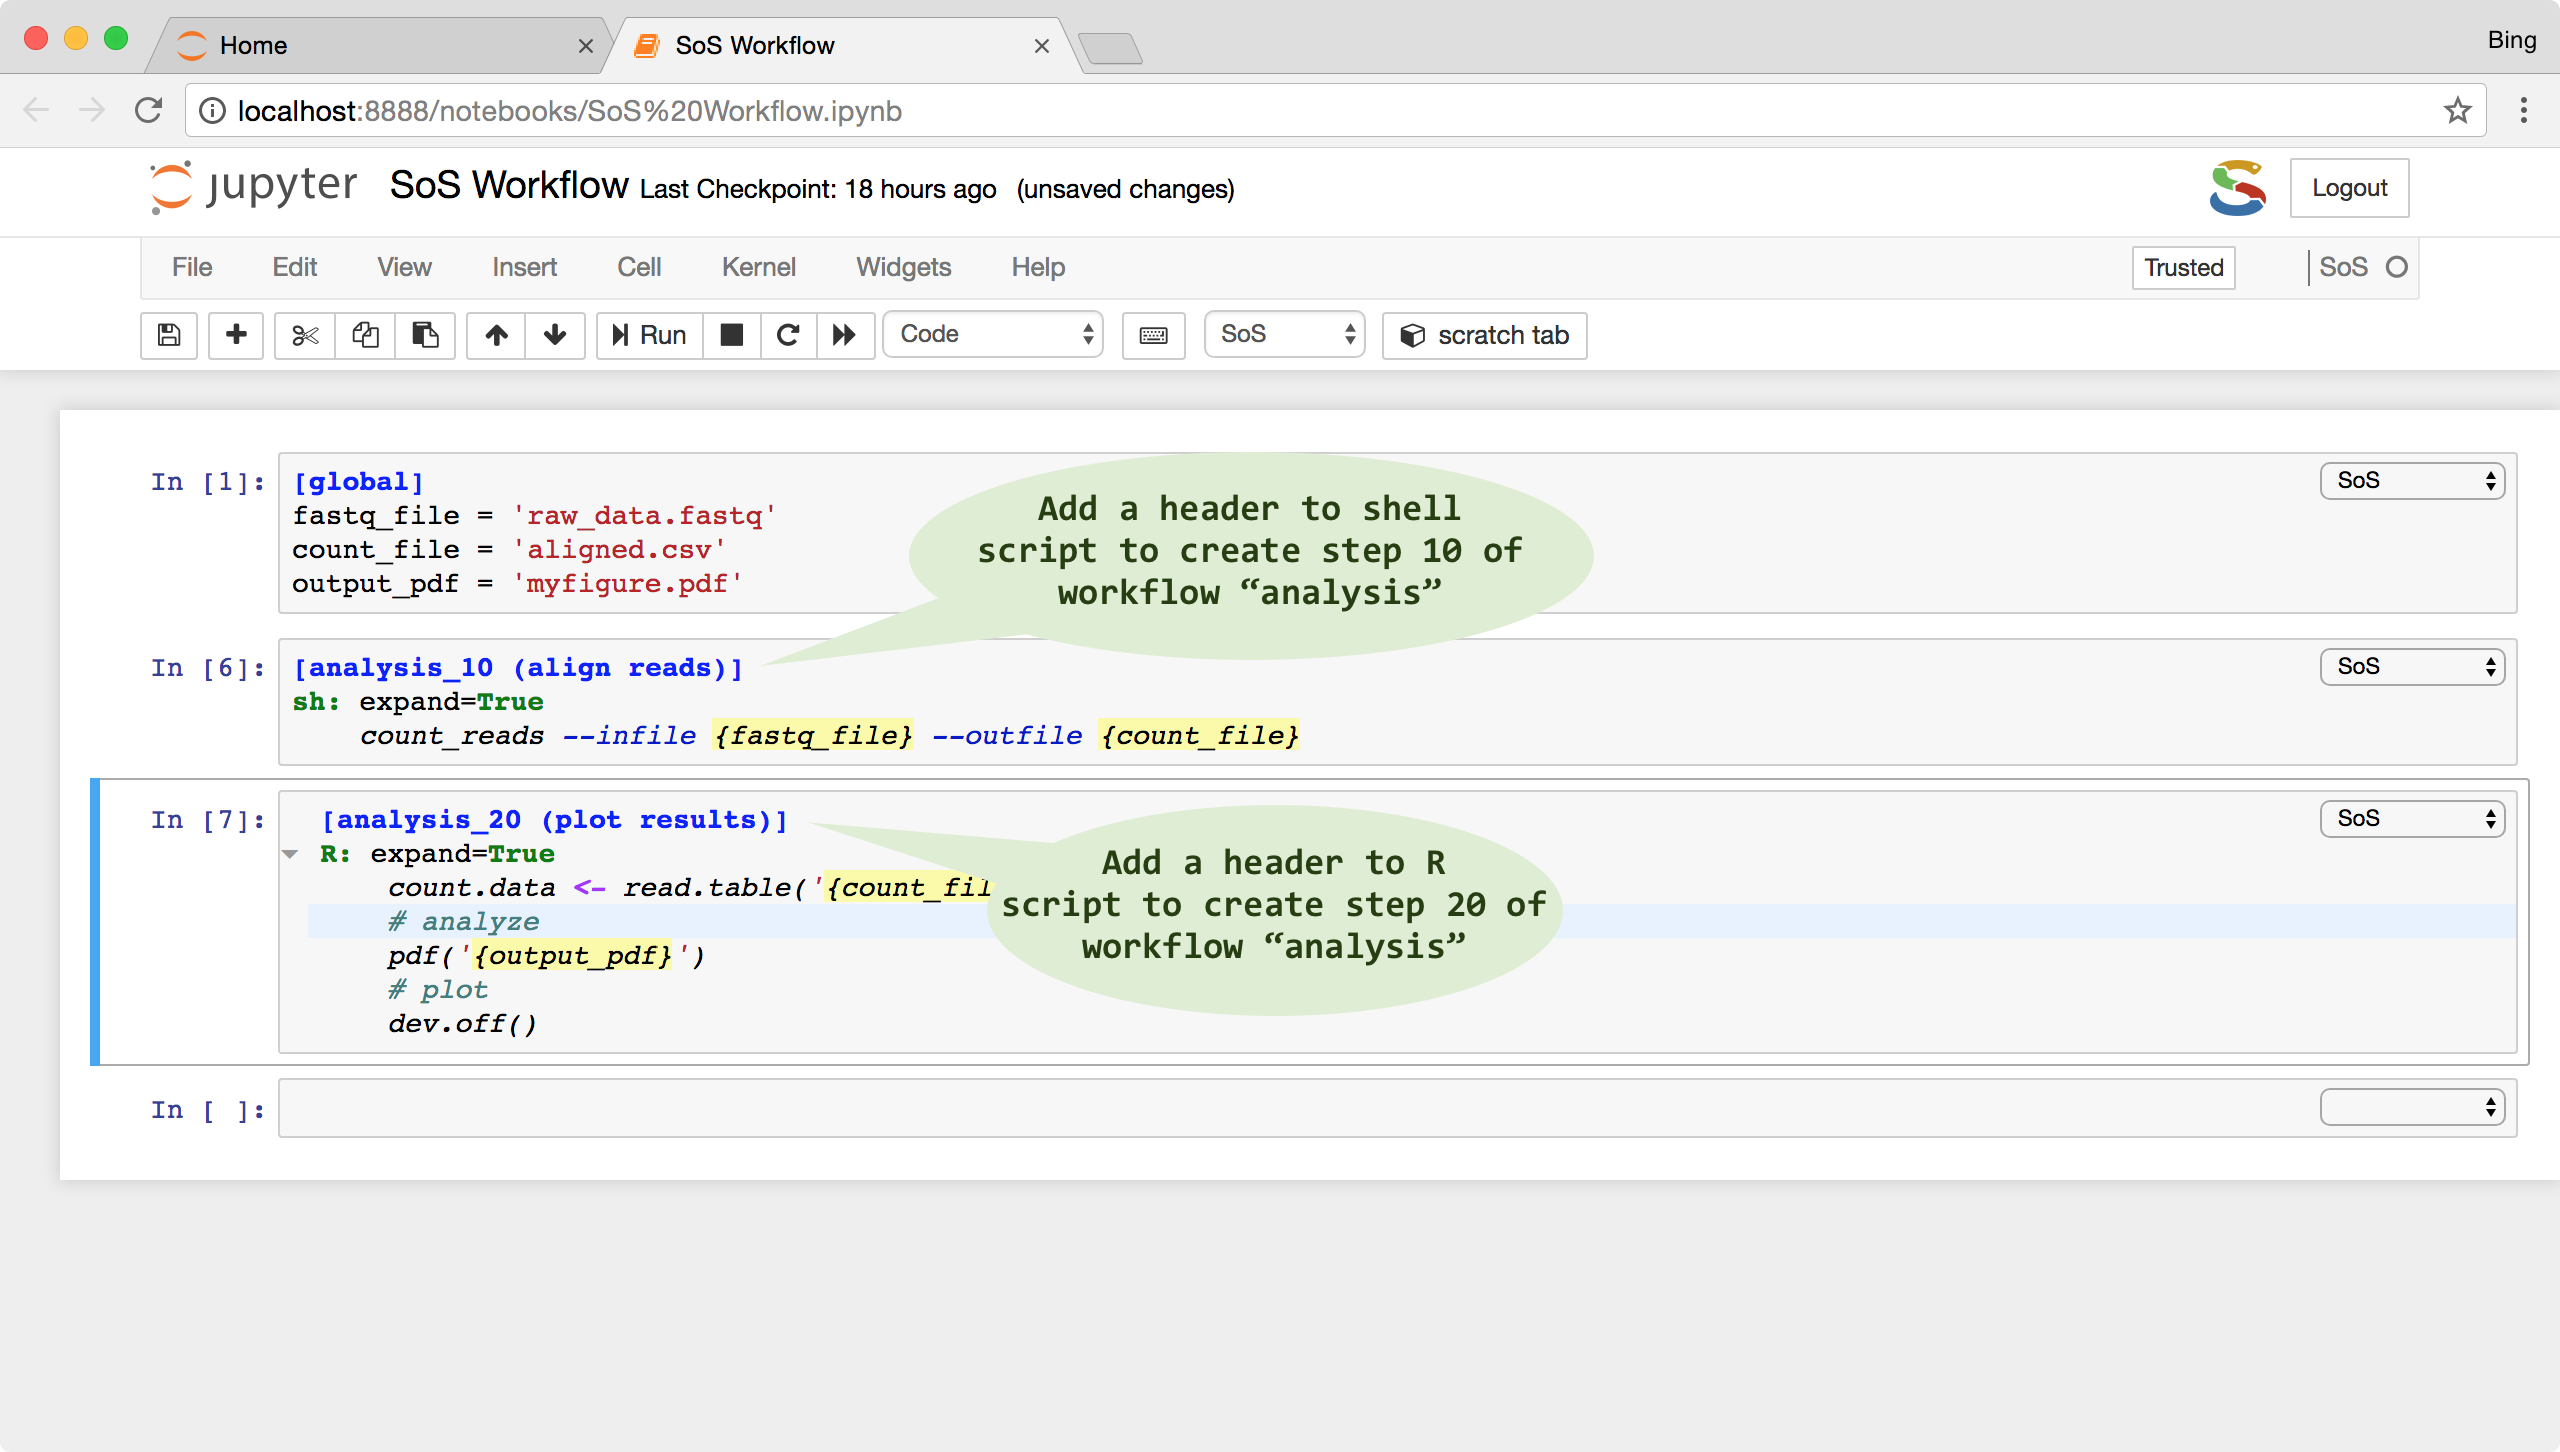 Home
SoS Workflow
Bing
localhost:8888/notebooks/SoS%20Workflow.ipynb
jupyter SoS Workflow Last Checkpoint: 18 hours ago (unsaved changes)
Logout
File Edit View Insert Cell Kernel Widgets Help
Trusted
SoS
Run
Code
SoS
scratch tab
In [1]:
[global]
fastq_file = 'raw_data.fastq'
count_file = 'aligned.csv'
output_pdf = 'myfigure.pdf'
SoS
Add a header to shell
script to create step 10 of
workflow “analysis”
In [6]:
[analysis_10 (align reads)]
sh: expand=True
count_reads --infile {fastq_file} --outfile {count_file}
SoS
In [7]:
[analysis_20 (plot results)]
R: expand=True
count.data <- read.table('{count_fil
# analyze
pdf('{output_pdf}')
# plot
dev.off()
SoS
Add a header to R
script to create step 20 of
workflow “analysis”
In [ ]: